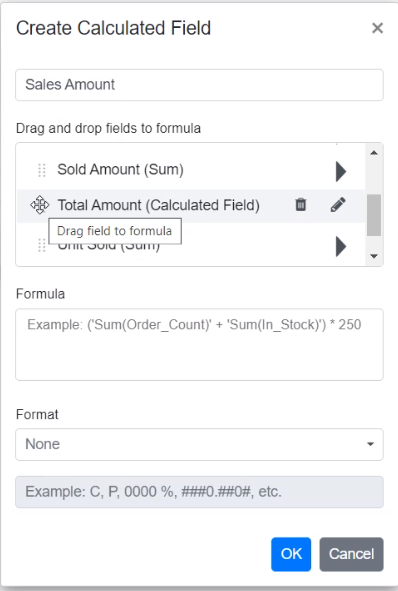 Create Calculated Field
×
Sales Amount
Drag and drop fields to formula
Sold Amount (Sum)
Total Amount (Calculated Field)
Drag field to formula
Unit Sold (Sum)
Formula
Example: ('Sum(Order_Count)' + 'Sum(In_Stock)') * 250
Format
None
Example: C, P, 0000 %, ###0.##0#, etc.
OK Cancel